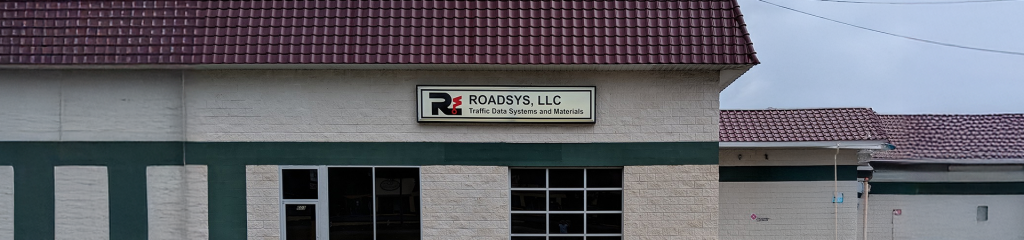 ROADSYS, LLC
Traffic Data Systems and Materials